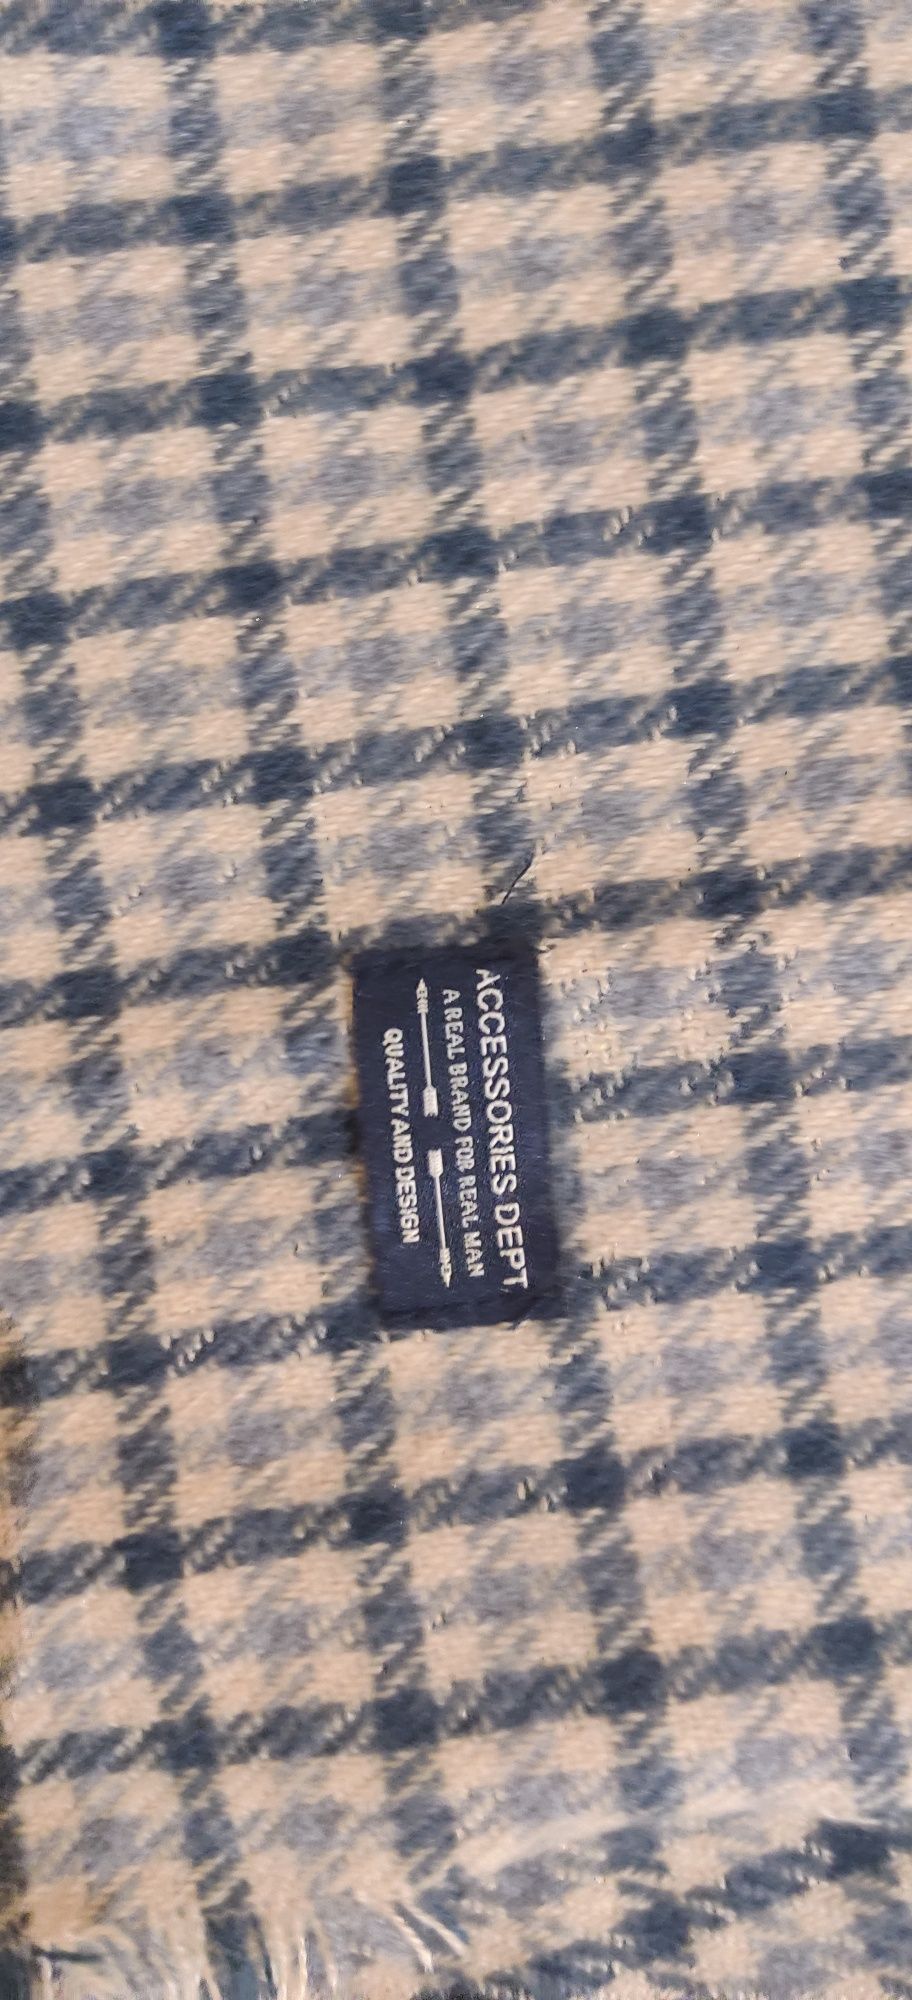 ACCESSORIES DEPT.
A REAL BRAND FOR REAL MAN
QUALITY AND DESIGN